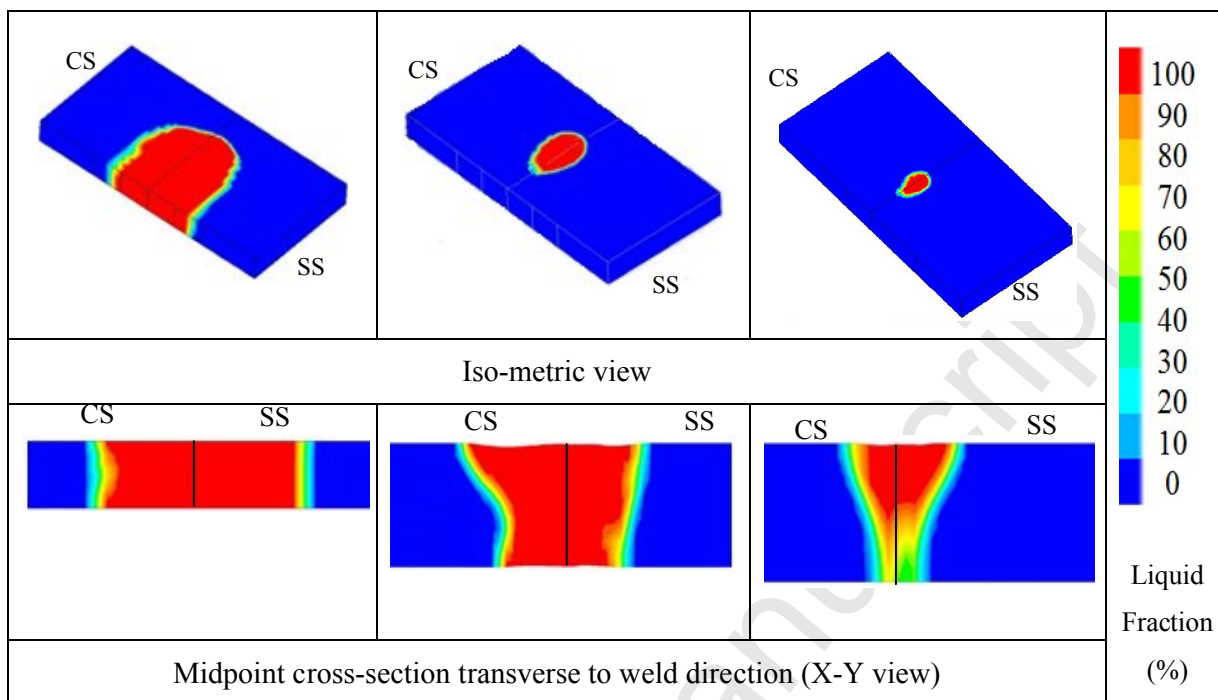 CS
SS
CS
SS
CS
SS
Iso-metric view
CS
SS
CS
SS
CS
SS
Midpoint cross-section transverse to weld direction (X-Y view)
100
90
80
70
60
50
40
30
20
10
0
Liquid
Fraction
(%)